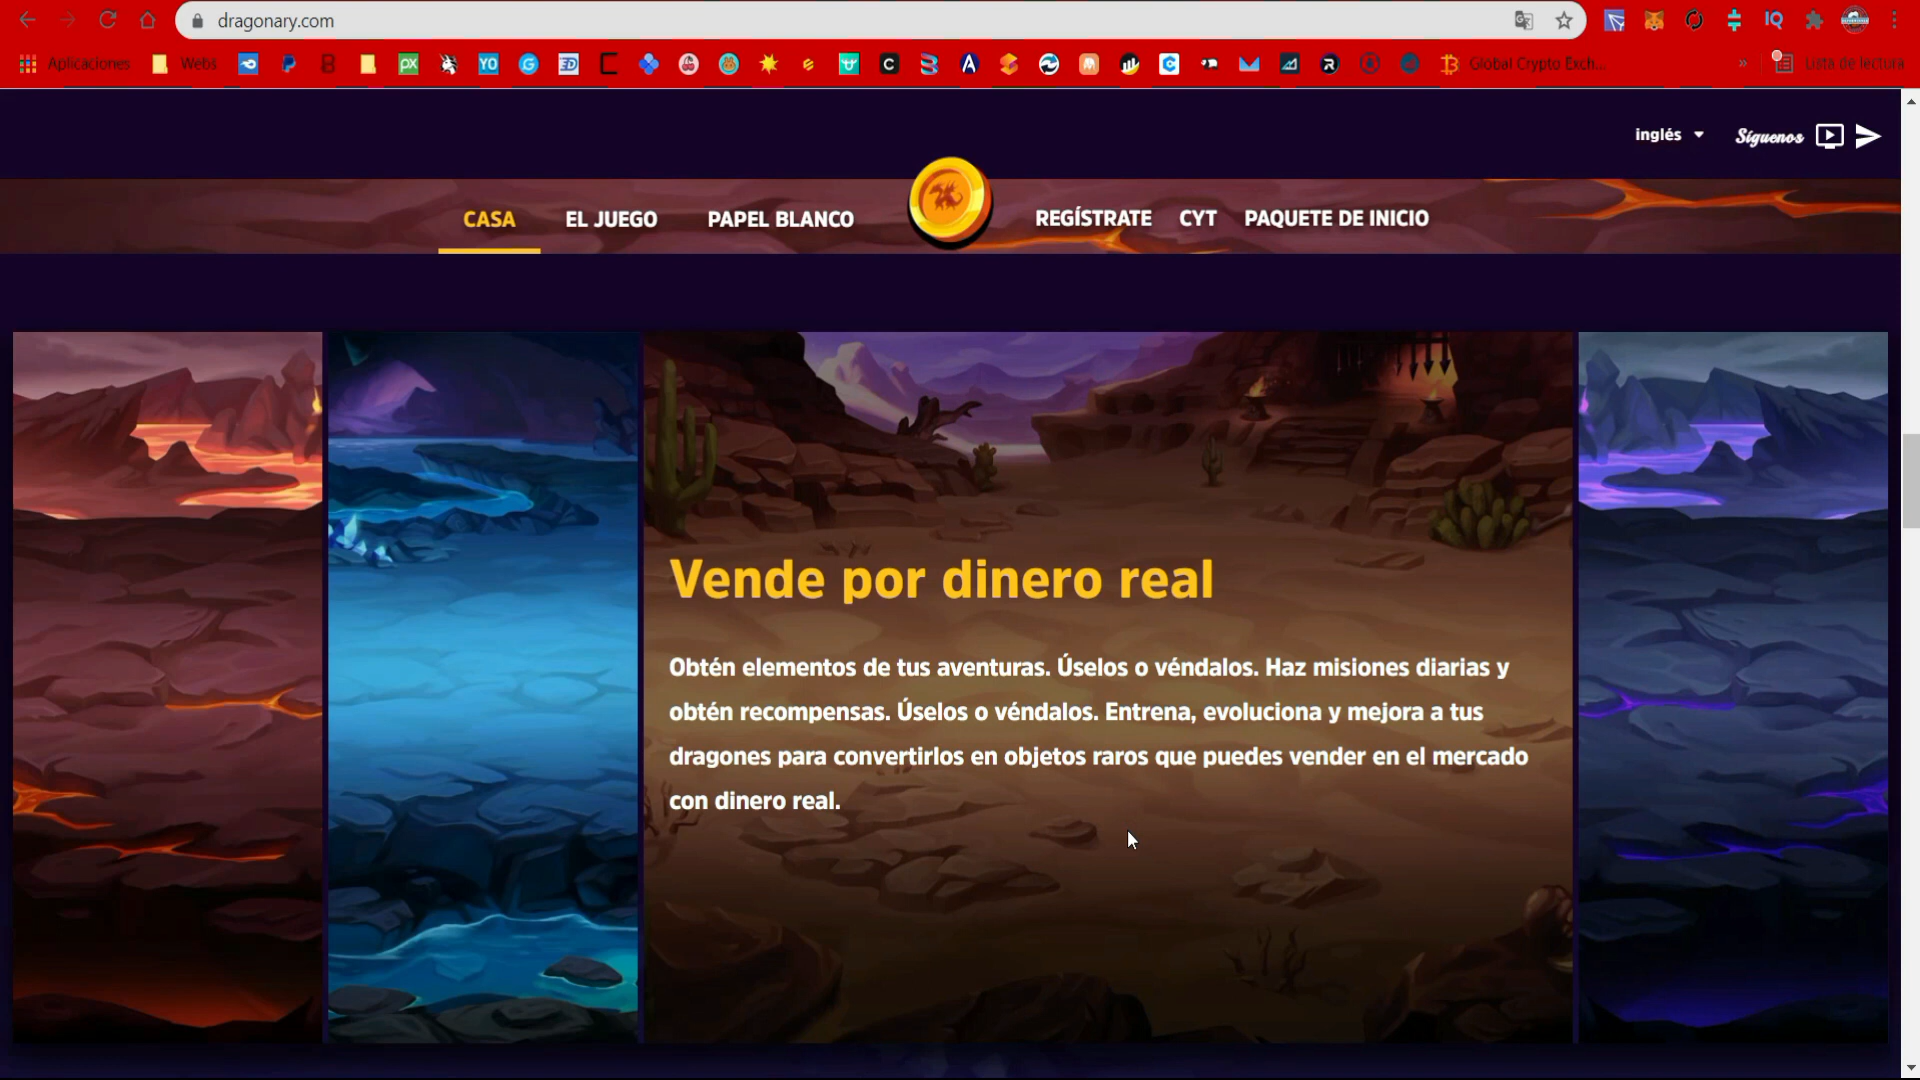 dragonary.com
Aplicaciones
Webs
PX
YO
3D
Global Crypto Exch...
»
Lista de lectura
inglés
Síguenos
CASA
EL JUEGO
PAPEL BLANCO
REGÍSTRATE
CYT
PAQUETE DE INICIO
Vende por dinero real
Obtén elementos de tus aventuras. Úselos o véndalos. Haz misiones diarias y
obtén recompensas. Úselos o véndalos. Entrena, evoluciona y mejora a tus
dragones para convertirlos en objetos raros que puedes vender en el mercado
con dinero real.